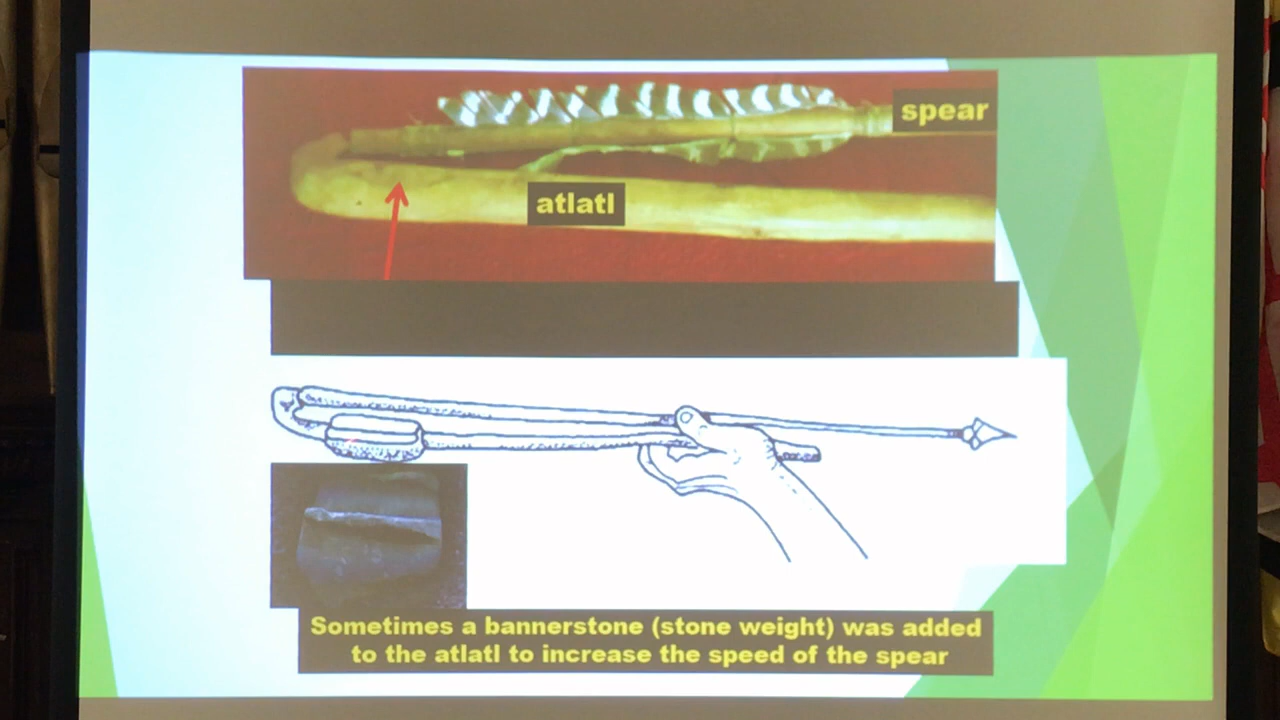 spear
atlatl
Sometimes a bannerstone (stone weight) was added
to the atlatl to increase the speed of the spear